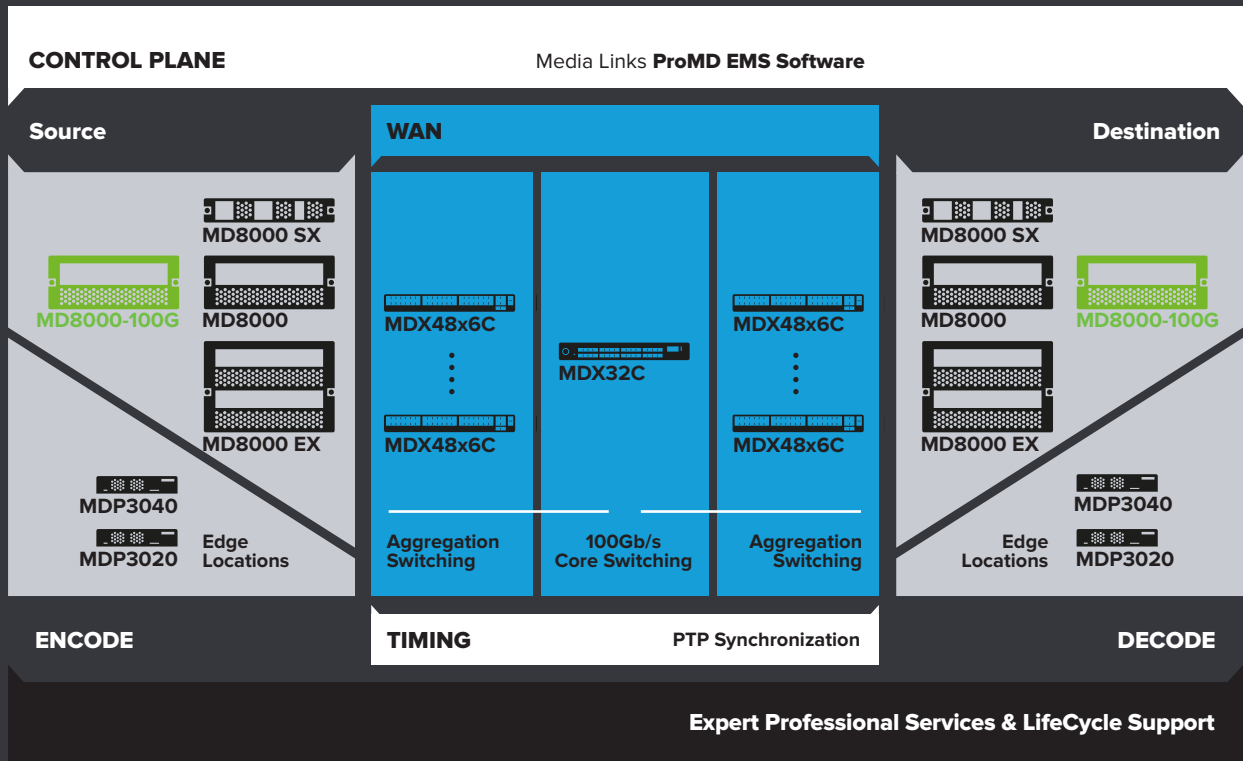 CONTROL PLANE
Media Links ProMD EMS Software
Source
WAN
Destination
MD8000 SX
MD8000-100G
MD8000
MD8000 EX
MDP3040
MDP3020
Edge
Locations
MDX48x6C
MDX48x6C
Aggregation
Switching
MDX32C
100Gb/s
Core Switching
MDX48x6C
MDX48x6C
Aggregation
Switching
MD8000 SX
MD8000
MD8000-100G
MD8000 EX
MDP3040
Edge
Locations
MDP3020
ENCODE
TIMING
PTP Synchronization
DECODE
Expert Professional Services & LifeCycle Support